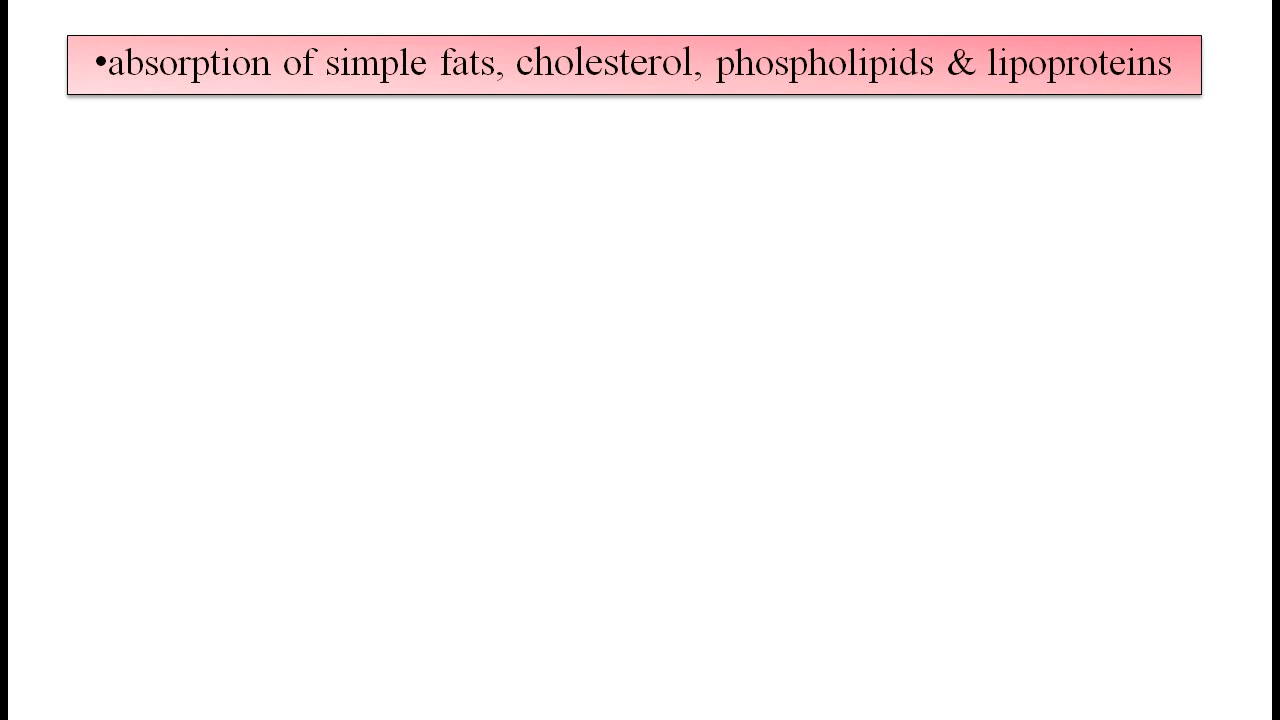 •absorption of simple fats, cholesterol, phospholipids & lipoproteins